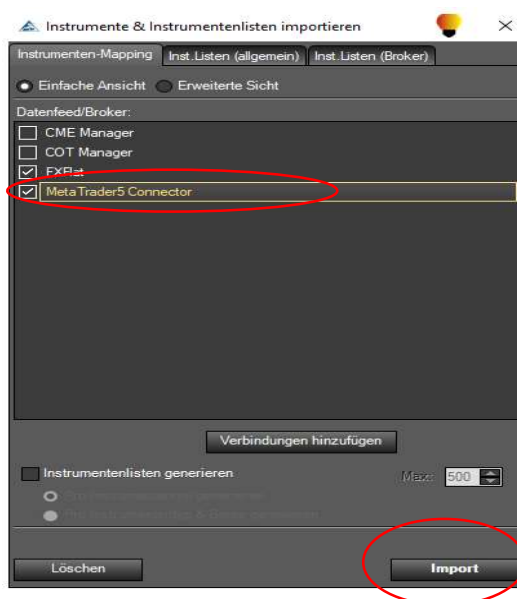 Instrumente & Instrumentenlisten importieren
Instrumenten-Mapping Inst.Listen (allgemein) Inst.Listen (Broker)
Einfache Ansicht Erweiterte Sicht
Datenfeed/Broker:
CME Manager
COT Manager
FXFlat
MetaTrader5 Connector
Verbindungen hinzufügen
Instrumentenlisten generieren Max.: 500
Löschen Import